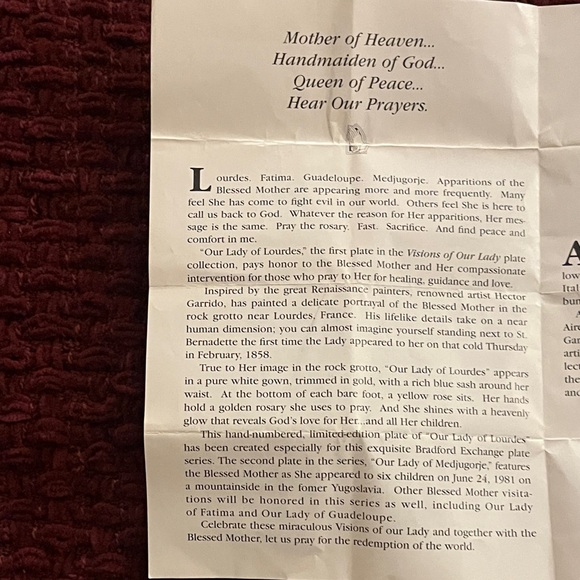 Mother of Heaven...
Handmaiden of God...
Queen of Peace...
Hear Our Prayers.
Lourdes. Fatima. Guadeloupe. Medjugorje. Apparitions of the
Blessed Mother are appearing more and more frequently. Many
feel She has come to fight evil in our world. Others feel She is here to
call us back to God. Whatever the reason for Her apparitions, Her mes-
sage is the same. Pray the rosary. Fast. Sacrifice. And find peace and
comfort in me.
"Our Lady of Lourdes," the first plate in the Visions of Our Lady plate
collection, pays honor to the Blessed Mother and Her compassionate
intervention for those who pray to Her for healing, guidance and love.
Inspired by the great Renaissance painters, renowned artist Hector
Garrido, has painted a delicate portrayal of the Blessed Mother in the
rock grotto near Lourdes, France. His lifelike details take on a near
human dimension; you can almost imagine yourself standing next to St.
Bernadette the first time the Lady appeared to her on that cold Thursday
in February, 1858.
True to Her image in the rock grotto, "Our Lady of Lourdes" appears
in a pure white gown, trimmed in gold, with a rich blue sash around her
waist. At the bottom of each bare foot, a yellow rose sits. Her hands
hold a golden rosary she uses to pray. And She shines with a heavenly
glow that reveals God's love for Her...and all Her children.
This hand-numbered, limited-edition plate of "Our Lady of Lourdes"
has been created especially for this exquisite Bradford Exchange plate
series. The second plate in the series, "Our Lady of Medjugorje," features
the Blessed Mother as She appeared to six children on June 24, 1981 on
a mountainside in the fomer Yugoslavia. Other Blessed Mother visita-
tions will be honored in this series as well, including Our Lady
of Fatima and Our Lady of Guadeloupe.
Celebrate these miraculous Visions of our Lady and together with the
Blessed Mother, let us pray for the redemption of the world.
A
low
Ital
bur
A
Airo
Gar
arti
lect
the
and